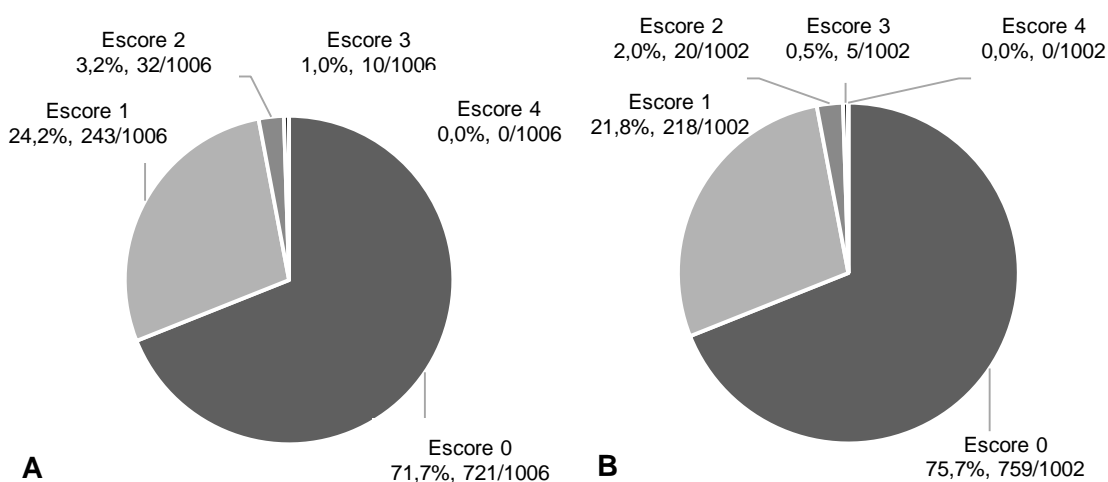 Escore 2
3,2%, 32/1006
Escore 3
1,0%, 10/1006
Escore 1
24,2%, 243/1006
Escore 4
0,0%, 0/1006
Escore 0
71,7%, 721/1006
A
Escore 2
2,0%, 20/1002
Escore 3
0,5%, 5/1002
Escore 4
0,0%, 0/1002
Escore 1
21,8%, 218/1002
Escore 0
75,7%, 759/1002
B